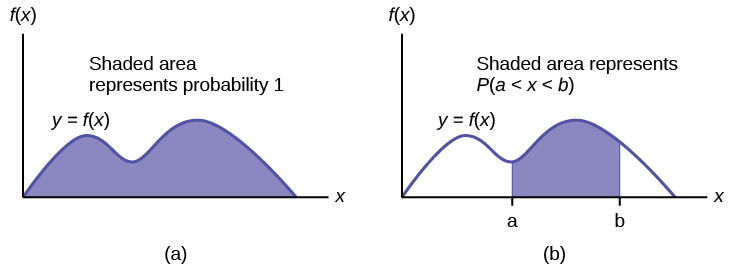 f(x)
Shaded area
represents probability 1
y = f(x)
x
(a)
f(x)
Shaded area represents
P(a < x < b)
y = f(x)
x
a
b
(b)